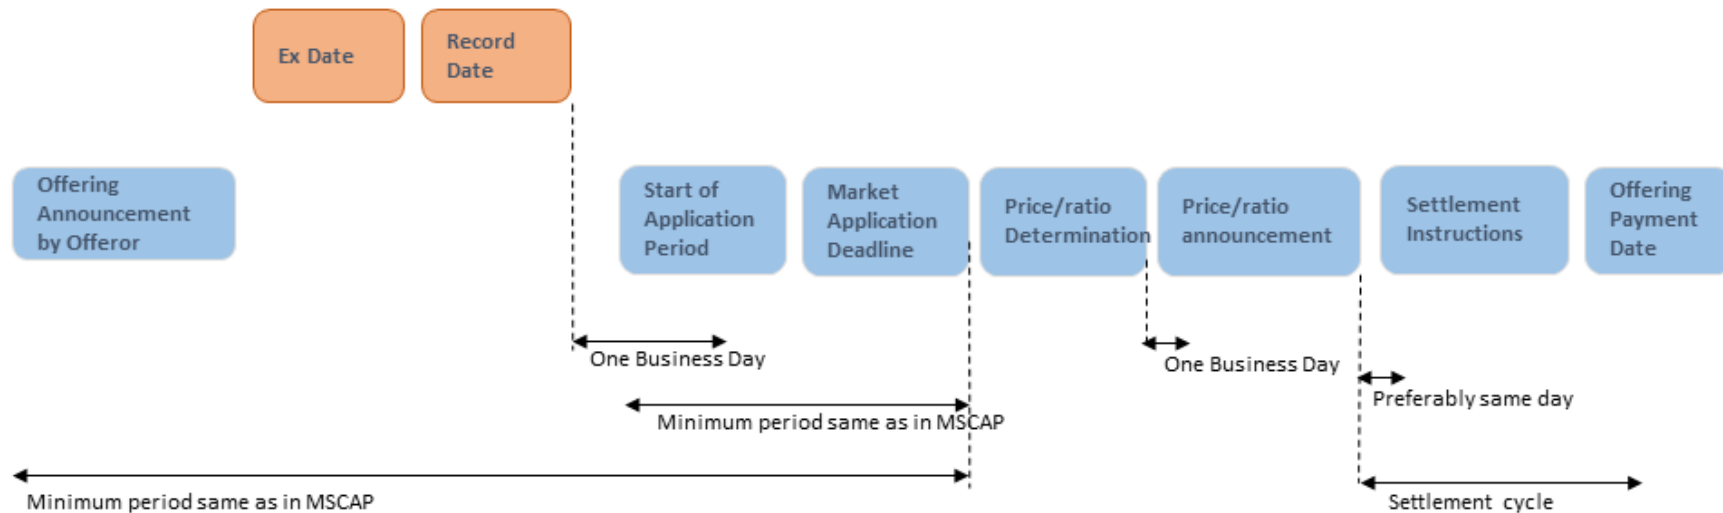 Ex Date
Record
Date
Offering
Announcement
by Offeror
Start of
Application
Period
Market
Application
Deadline
Price/ratio
Determination
Price/ratio
announcement
Settlement
Instructions
Offering
Payment
Date
One Business Day
One Business Day
Preferably same day
Minimum period same as in MSCAP
Minimum period same as in MSCAP
Settlement cycle